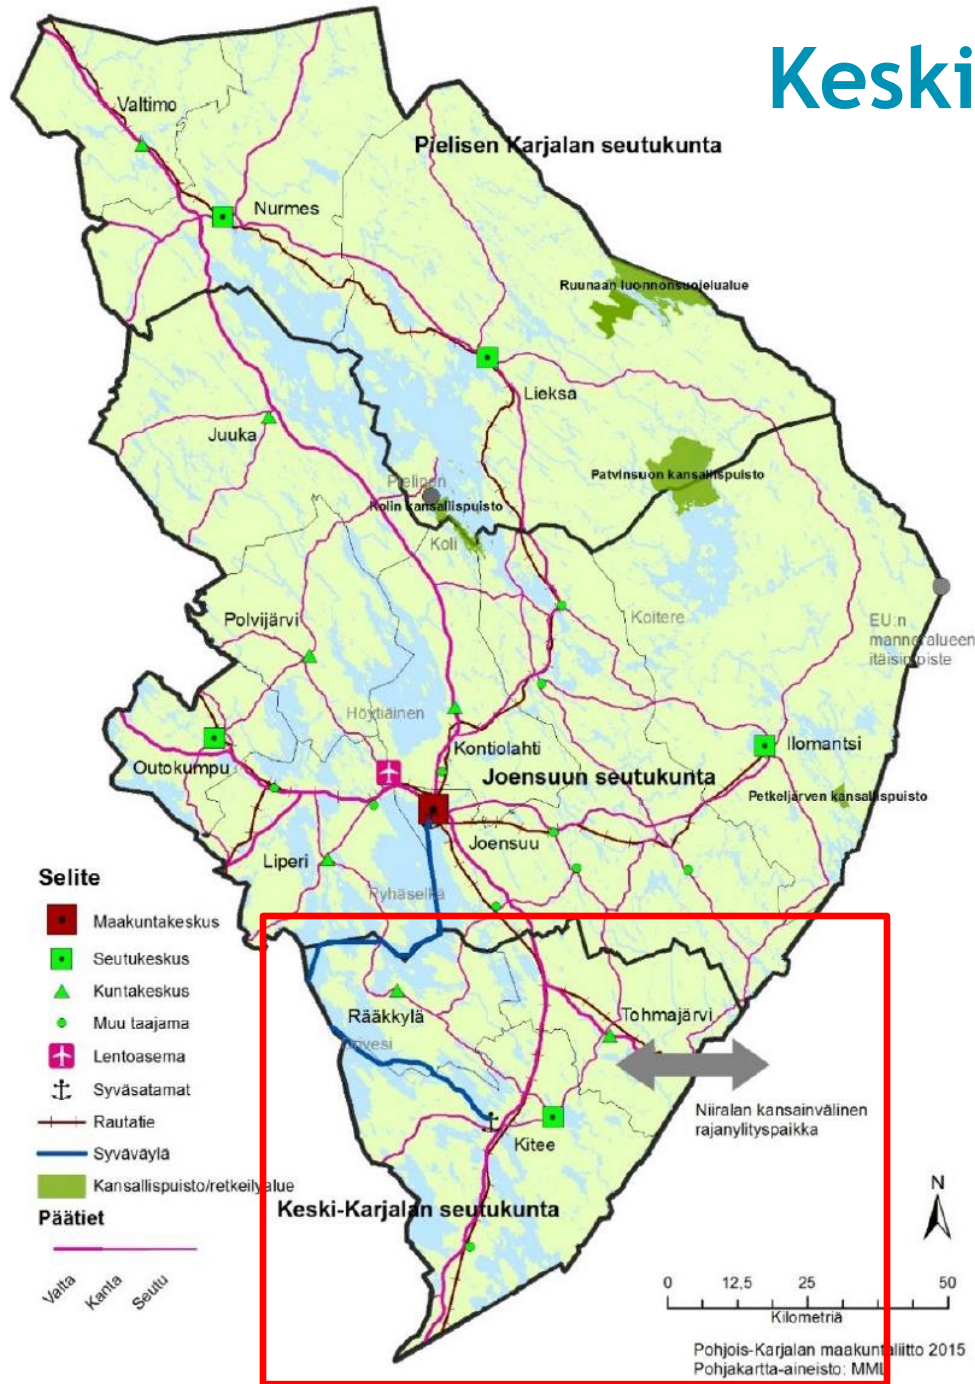 Keski
Valtimo
Pielisen Karjalan seutukunta
Nurmes
Ruunaan luonnonsuojelualue
Lieksa
Juuka
Patvinsuon kansallispuisto
Pielinen
Kolin kansallispuisto
Koli
Polvijärvi
Koitere
EU:n
manneralueen
itäisin piste
Höytiäinen
Kontiolahti
Ilomantsi
Outokumpu
Joensuun seutukunta
Petkeljärven kansallispuisto
Joensuu
Liperi
Pyhäselkä
Selite
Maakuntakeskus
Seutukeskus
Kuntakeskus
Muu taajama
Lentoasema
Syväsatamat
Rautatie
Syväväylä
Kansallispuisto/retkeilyalue
Päätiet
Valta
Kanta
Seutu
Rääkkylä
Tohmajärvi
Orivesi
Niiralan kansainvälinen
rajanylityspaikka
Kitee
Keski-Karjalan seutukunta
N
0 12,5 25 50
Kilometriä
Pohjois-Karjalan maakuntaliitto 2015
Pohjakartta-aineisto: MML